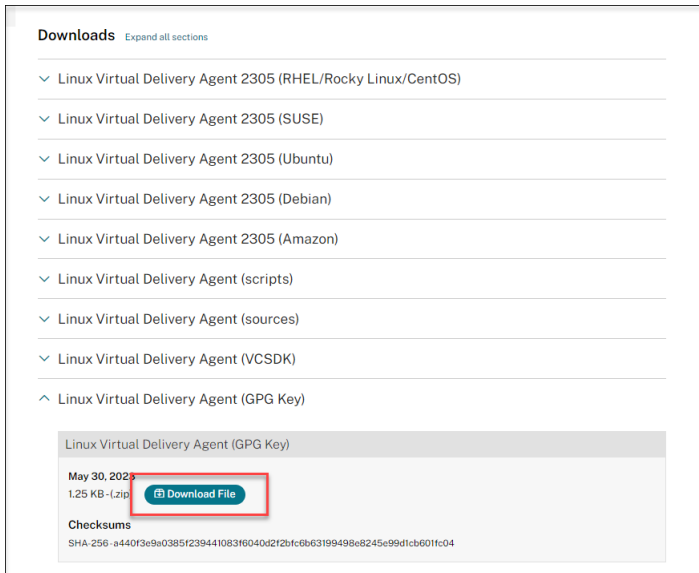 Downloads Expand all sections
Linux Virtual Delivery Agent 2305 (RHEL/Rocky Linux/CentOS)
Linux Virtual Delivery Agent 2305 (SUSE)
Linux Virtual Delivery Agent 2305 (Ubuntu)
Linux Virtual Delivery Agent 2305 (Debian)
Linux Virtual Delivery Agent 2305 (Amazon)
Linux Virtual Delivery Agent (scripts)
Linux Virtual Delivery Agent (sources)
Linux Virtual Delivery Agent (VCSDK)
Linux Virtual Delivery Agent (GPG Key)
Linux Virtual Delivery Agent (GPG Key)
May 30, 2023
1.25 KB - (.zip Download File
Checksums
SHA-256 - a440f3e9a0385f239441083f6040d2f2bfc6b63199498e8245e99d1cb601fc04